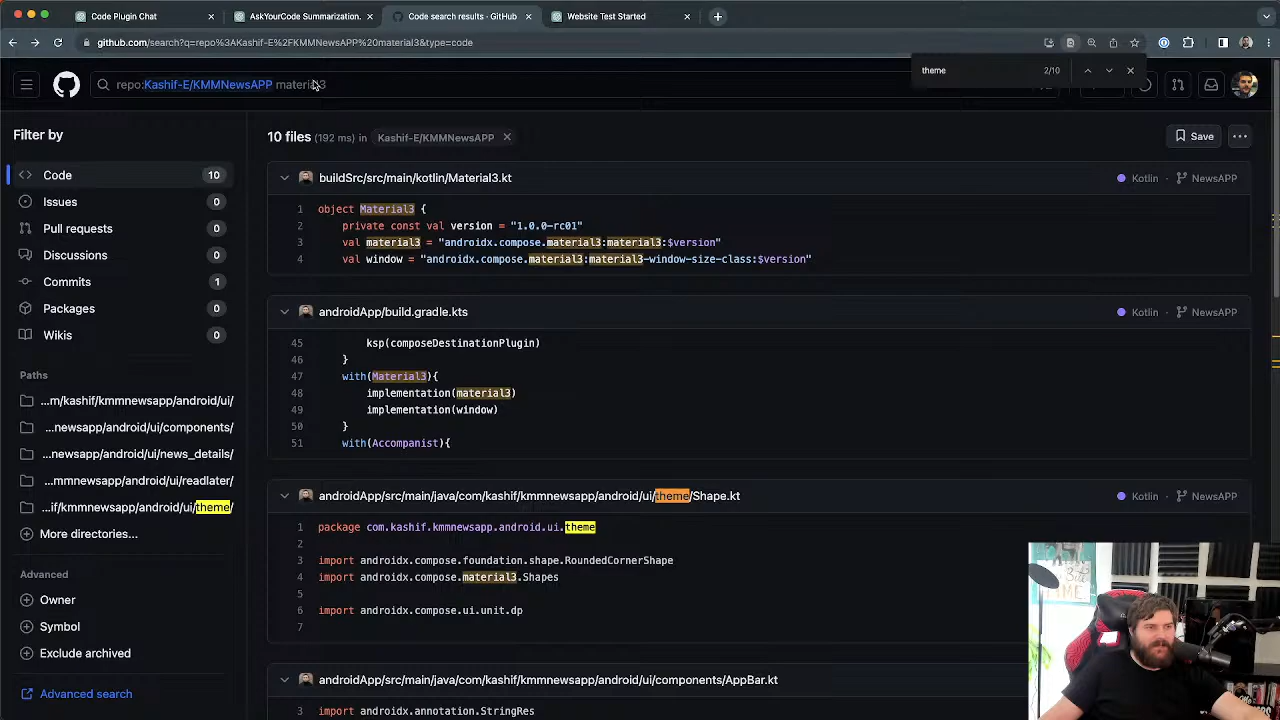 Code Plugin Chat
AskYourCode Summarization.
Code search results · GitHub
Website Test Started
github.com/search?q=repo%3AKashif-E%2FKMMNewsAPP%20material3&type=code
theme
2/10
repo:Kashif-E/KMMNewsAPP material3
Filter by
Code 10
Issues 0
Pull requests 0
Discussions 0
Commits 1
Packages 0
Wikis 0
Paths
...m/kashif/kmmnewsapp/android/ui/
...newsapp/android/ui/components/
...newsapp/android/ui/news_details/
...mmnewsapp/android/ui/readlater/
...if/kmmnewsapp/android/ui/theme/
More directories...
Advanced
Owner
Symbol
Exclude archived
Advanced search
10 files (192 ms) in Kashif-E/KMMNewsAPP
Save
buildSrc/src/main/kotlin/Material3.kt
Kotlin · NewsAPP
1 object Material3 {
2 private const val version = "1.0.0-rc01"
3 val material3 = "androidx.compose.material3:material3:$version"
4 val window = "androidx.compose.material3:material3-window-size-class:$version"
androidApp/build.gradle.kts
Kotlin · NewsAPP
45 ksp(composeDestinationPlugin)
46 }
47 with(Material3){
48 implementation(material3)
49 implementation(window)
50 }
51 with(Accompanist){
androidApp/src/main/java/com/kashif/kmmnewsapp/android/ui/theme/Shape.kt
Kotlin · NewsAPP
1 package com.kashif.kmmnewsapp.android.ui.theme
2
3 import androidx.compose.foundation.shape.RoundedCornerShape
4 import androidx.compose.material3.Shapes
6 import androidx.compose.ui.unit.dp
7
androidApp/src/main/java/com/kashif/kmmnewsapp/android/ui/components/AppBar.kt
3 import androidx.annotation.StringRes